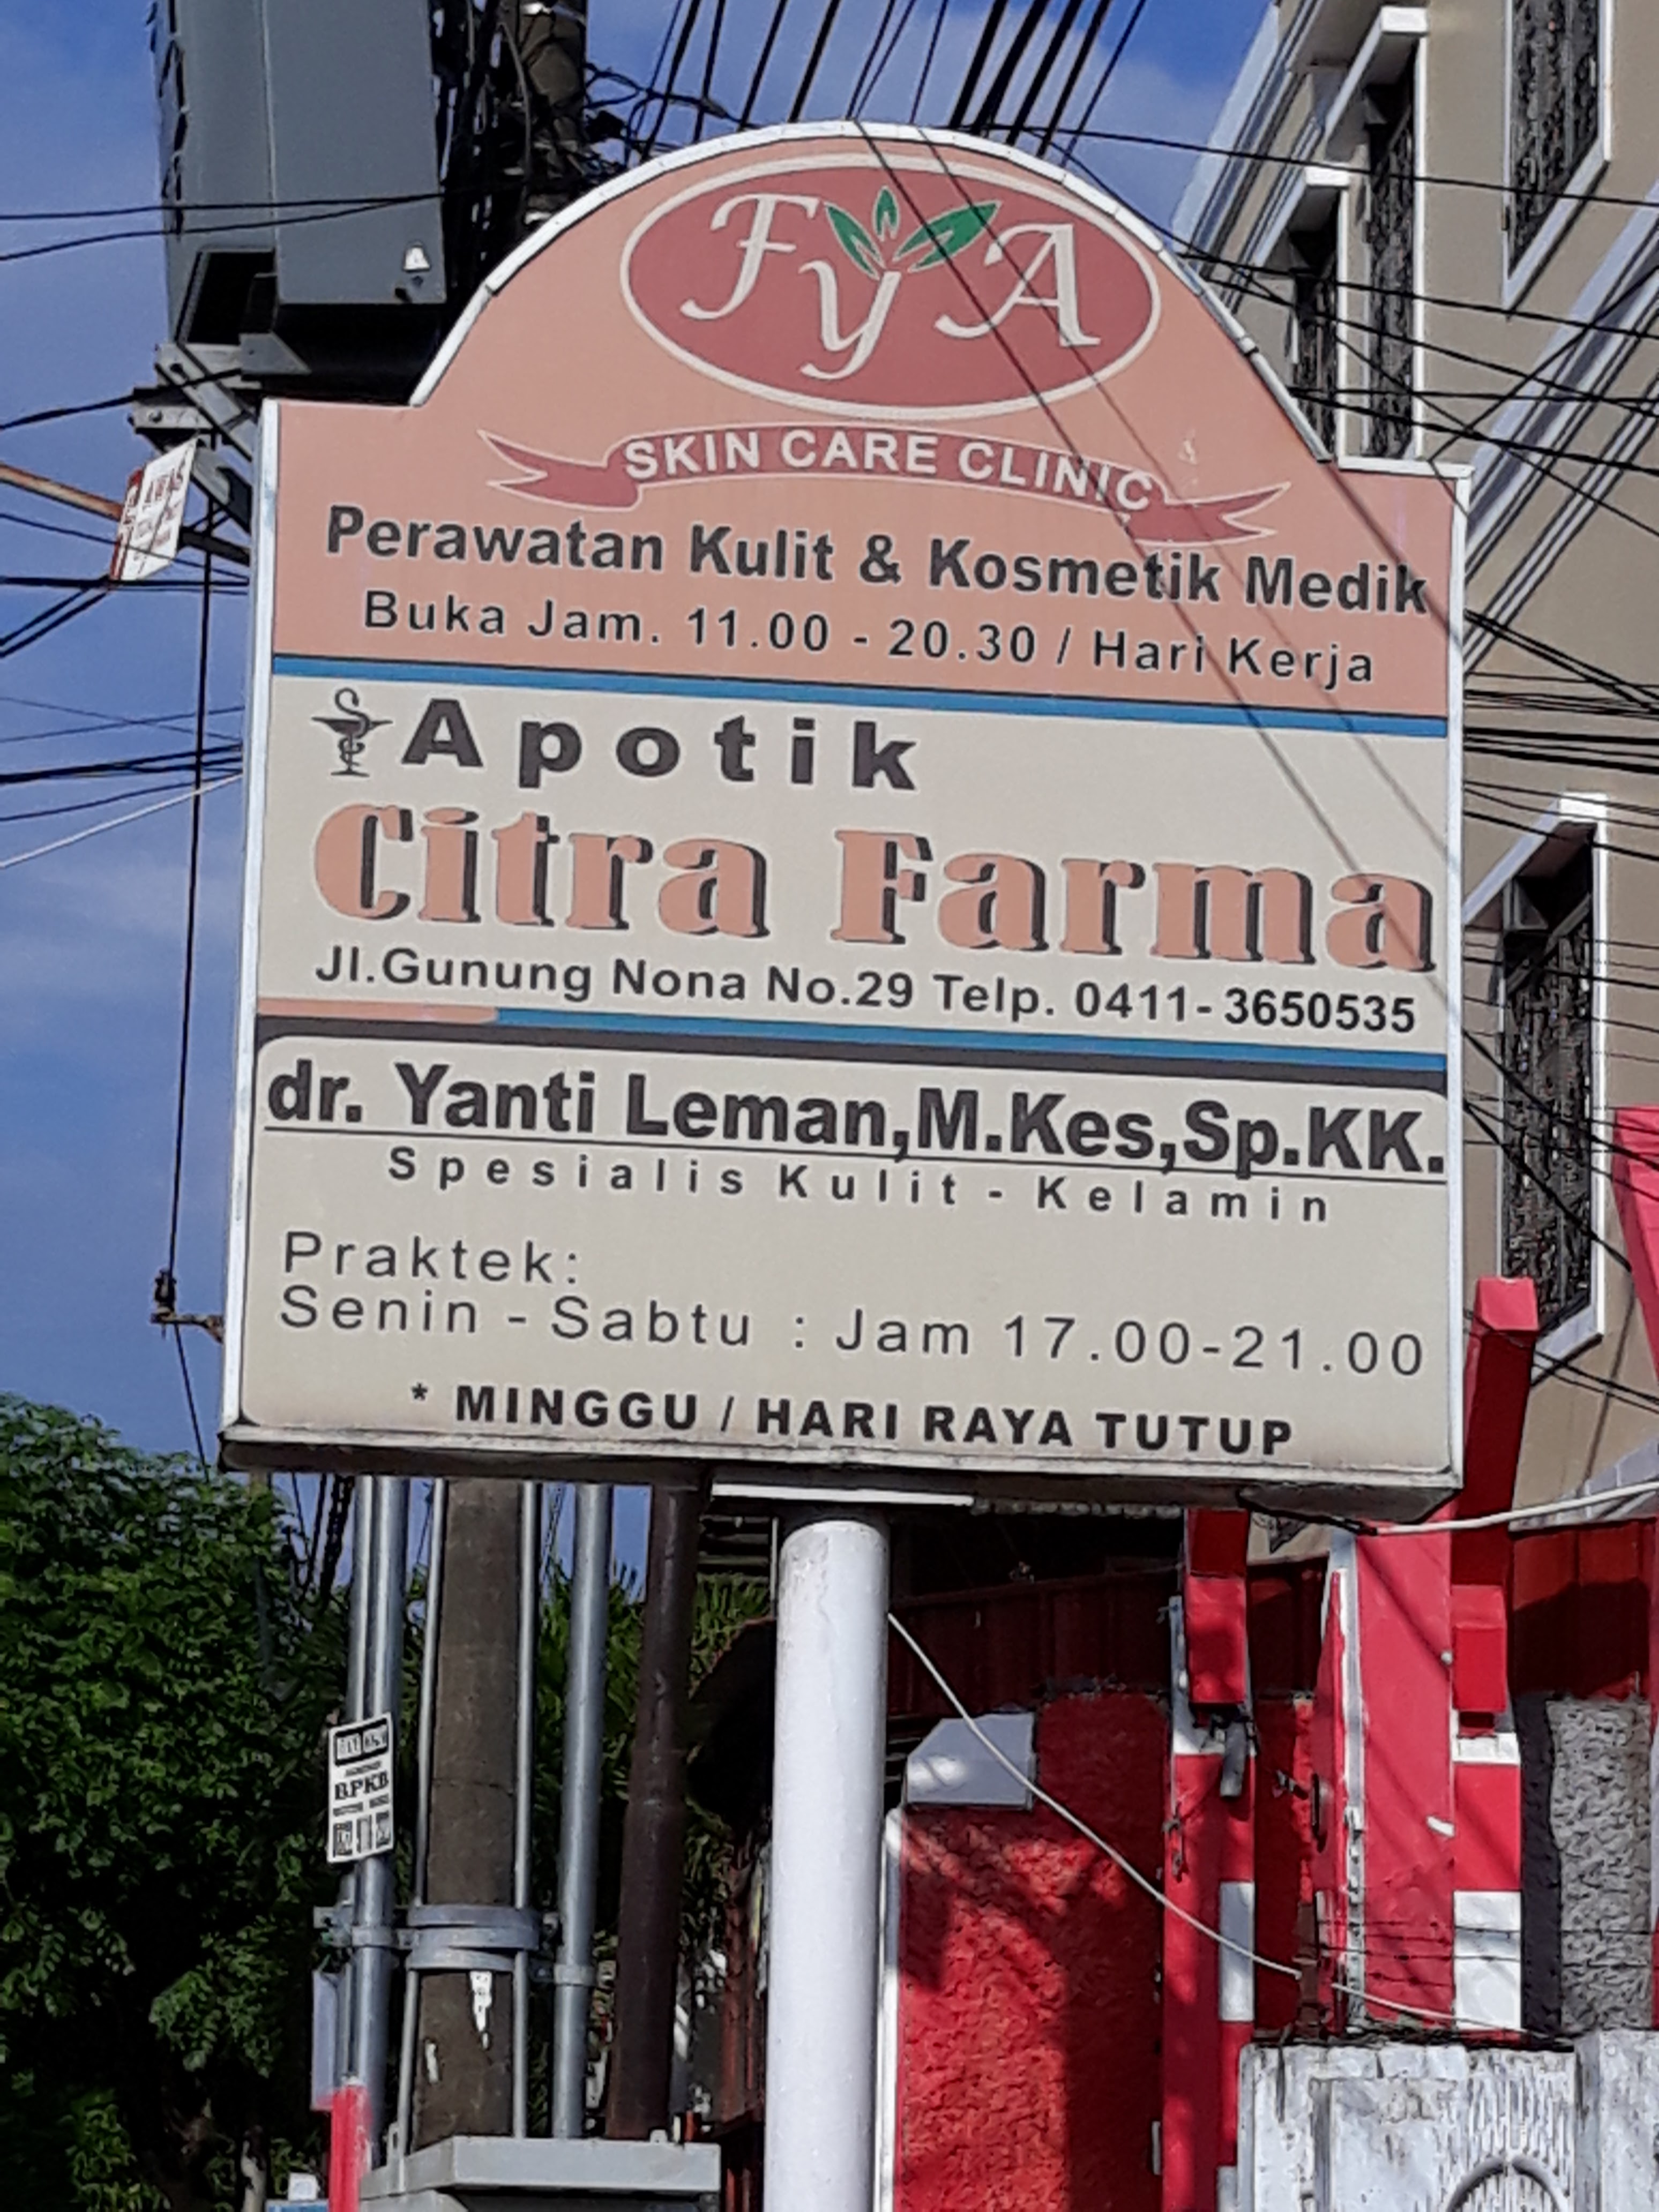 FyA
SKIN CARE CLINIC
Perawatan Kulit & Kosmetik Medik
Buka Jam. 11.00 - 20.30 / Hari Kerja
Apotik
Citra Farma
Jl.Gunung Nona No.29 Telp. 0411-3650535
dr. Yanti Leman,M.Kes,Sp.KK.
Spesialis Kulit - Kelamin
Praktek:
Senin - Sabtu : Jam 17.00-21.00
* MINGGU / HARI RAYA TUTUP
AWAS
BPKB